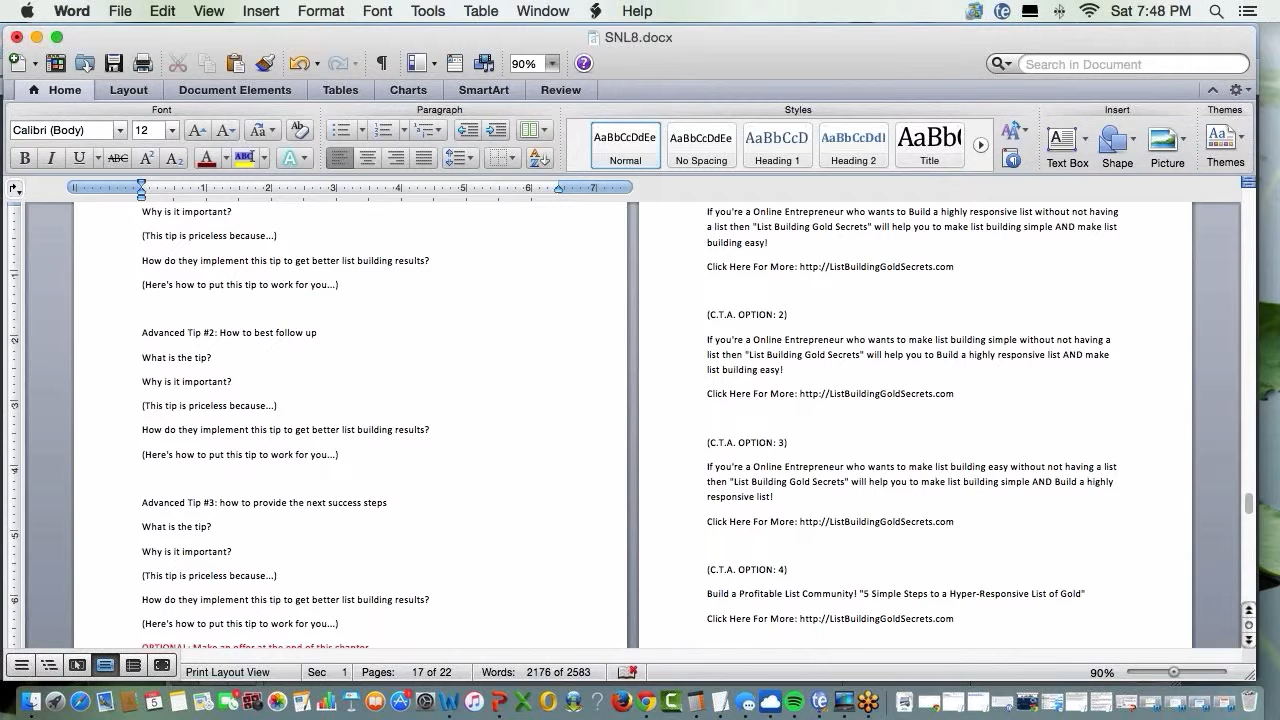 Word File Edit View Insert Format Font Tools Table Window Help
Sat 7:48 PM
SNL8.docx
90%
Search in Document
Home Layout Document Elements Tables Charts SmartArt Review
Font Paragraph Styles Insert Themes
Calibri (Body) 12
AaBbCcDdEe AaBbCcDdEe AaBbCcD AaBbCcDdI AaBb(
Normal No Spacing Heading 1 Heading 2 Title
Text Box Shape Picture Themes
Why is it important?
(This tip is priceless because...)
How do they implement this tip to get better list building results?
(Here's how to put this tip to work for you...)
Advanced Tip #2: How to best follow up
What is the tip?
Why is it important?
(This tip is priceless because...)
How do they implement this tip to get better list building results?
(Here's how to put this tip to work for you...)
Advanced Tip #3: how to provide the next success steps
What is the tip?
Why is it important?
(This tip is priceless because...)
How do they implement this tip to get better list building results?
(Here's how to put this tip to work for you...)
OPTIONAL: Make an offer at the end of this chapter
If you're a Online Entrepreneur who wants to Build a highly responsive list without not having
a list then "List Building Gold Secrets" will help you to make list building simple AND make list
building easy!
Click Here For More: http://ListBuildingGoldSecrets.com
(C.T.A. OPTION: 2)
If you're a Online Entrepreneur who wants to make list building simple without not having a
list then "List Building Gold Secrets" will help you to Build a highly responsive list AND make
list building easy!
Click Here For More: http://ListBuildingGoldSecrets.com
(C.T.A. OPTION: 3)
If you're a Online Entrepreneur who wants to make list building easy without not having a list
then "List Building Gold Secrets" will help you to make list building simple AND Build a highly
responsive list!
Click Here For More: http://ListBuildingGoldSecrets.com
(C.T.A. OPTION: 4)
Build a Profitable List Community! "5 Simple Steps to a Hyper-Responsive List of Gold"
Click Here For More: http://ListBuildingGoldSecrets.com
Print Layout View Sec 1 Pages: 17 of 22 Words: 2176 of 2583 90%